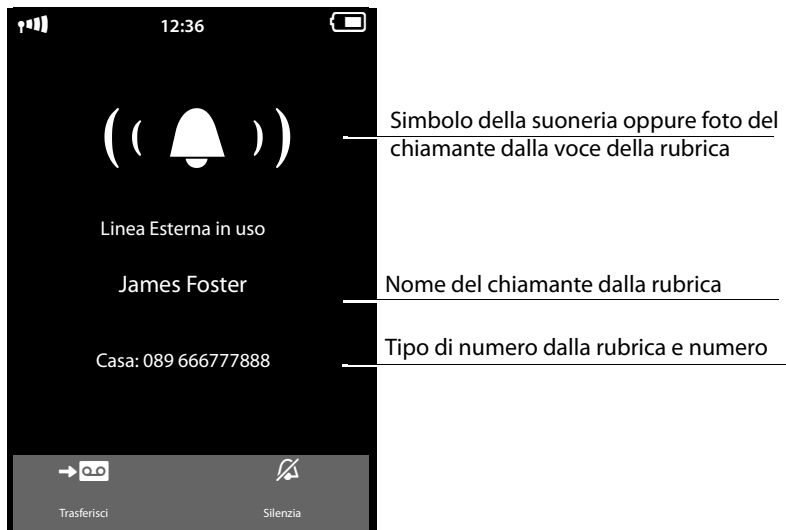 12:36
Simbolo della suoneria oppure foto del
chiamante dalla voce della rubrica
Linea Esterna in uso
James Foster
Nome del chiamante dalla rubrica
Casa: 089 666777888
Tipo di numero dalla rubrica e numero
Trasferisci
Silenzia